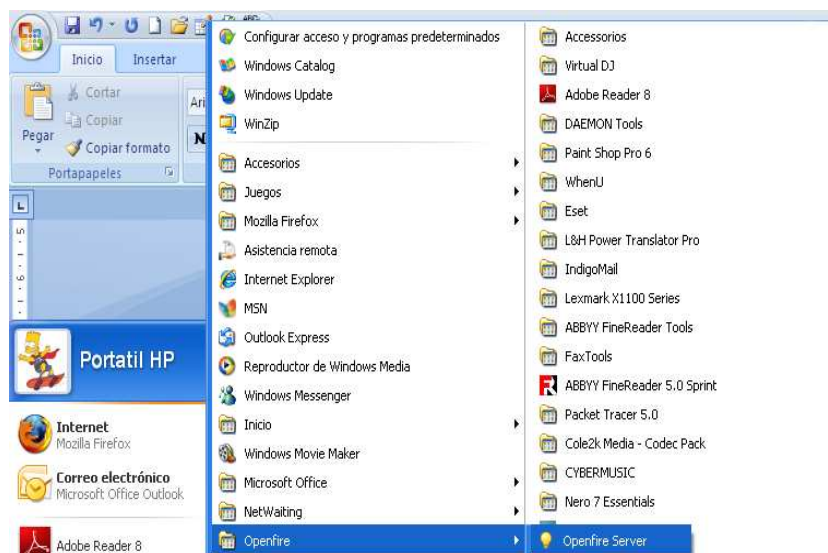 Inicio
Insertar
Cortar
Copiar
Copiar formato
Pegar
Portapapeles
Ari
N
L
5
1
6
1
Portatil HP
Internet
Mozilla Firefox
Correo electrónico
Microsoft Office Outlook
Adobe Reader 8
Configurar acceso y programas predeterminados
Windows Catalog
Windows Update
WinZip
Accesorios
Juegos
Mozilla Firefox
Asistencia remota
Internet Explorer
MSN
Outlook Express
Reproductor de Windows Media
Windows Messenger
Inicio
Windows Movie Maker
Microsoft Office
NetWaiting
Openfire
Accessorios
Virtual DJ
Adobe Reader 8
DAEMON Tools
Paint Shop Pro 6
WhenU
Eset
L&H Power Translator Pro
IndigoMail
Lexmark X1100 Series
ABBYY FineReader Tools
FaxTools
ABBYY FineReader 5.0 Sprint
Packet Tracer 5.0
Cole2k Media - Codec Pack
CYBERMUSIC
Nero 7 Essentials
Openfire Server